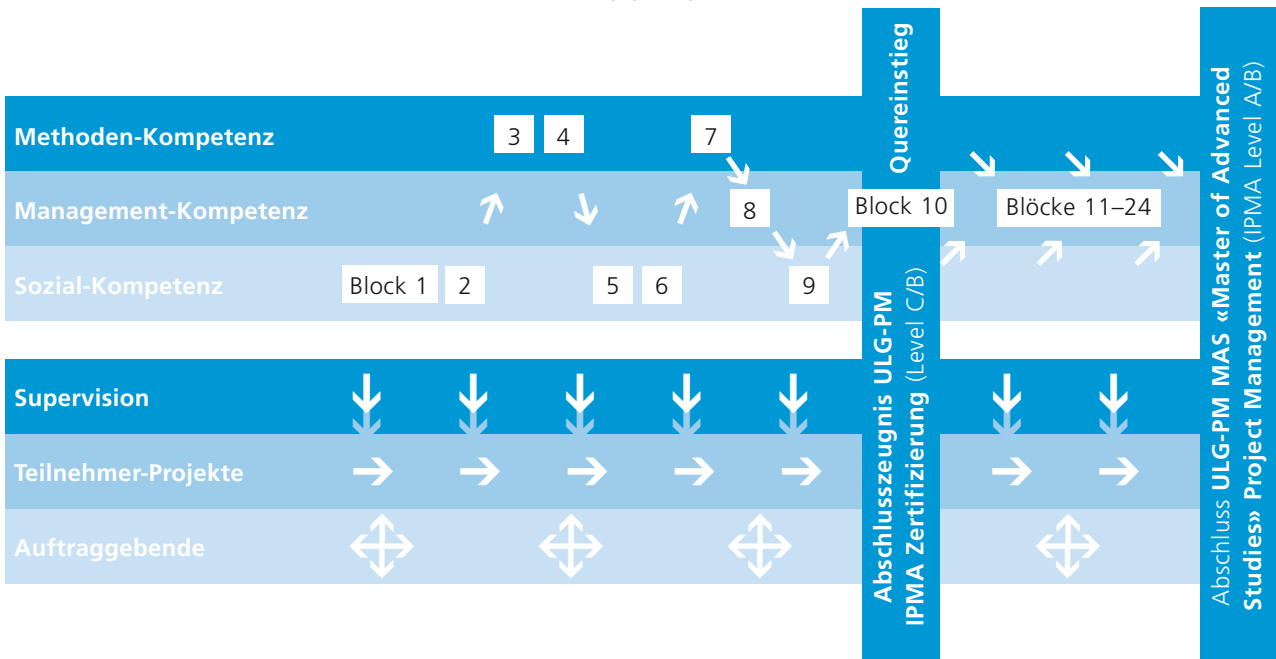 Methoden-Kompetenz
3
4
7
Management-Kompetenz
8
Block 10
Blöcke 11–24
Sozial-Kompetenz
Block 1
2
5
6
9
Supervision
Teilnehmer-Projekte
Auftraggebende
Quereinstieg
Abschlusszeugnis ULG-PM
IPMA Zertifizierung (Level C/B)
Abschluss ULG-PM MAS «Master of Advanced
Studies» Project Management (IPMA Level A/B)